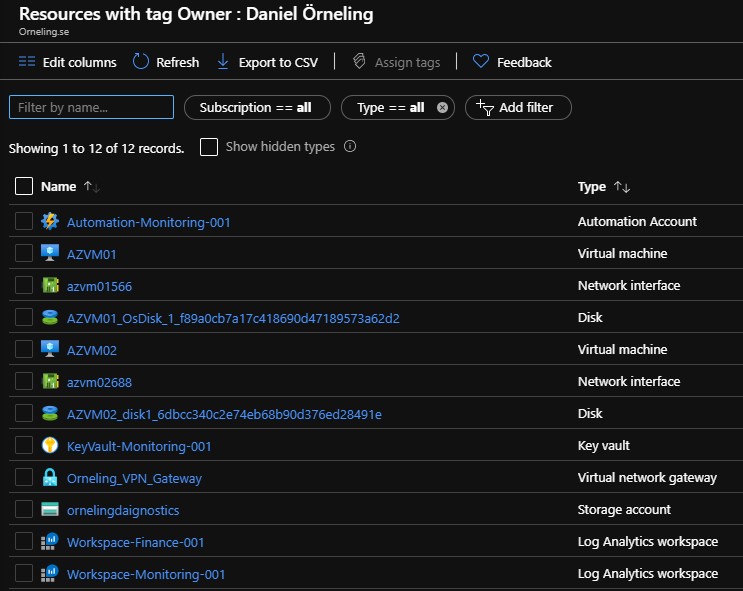 Resources with tag Owner : Daniel Örneling
Orneling.se
Edit columns Refresh Export to CSV Assign tags Feedback
Filter by name... Subscription == all Type == all Add filter
Showing 1 to 12 of 12 records. Show hidden types
Name Type
Automation-Monitoring-001 Automation Account
AZVM01 Virtual machine
azvm01566 Network interface
AZVM01_OsDisk_1_f89a0cb7a17c418690d47189573a62d2 Disk
AZVM02 Virtual machine
azvm02688 Network interface
AZVM02_disk1_6dbcc340c2e74eb68b90d376ed28491e Disk
KeyVault-Monitoring-001 Key vault
Orneling_VPN_Gateway Virtual network gateway
ornelingdaignostics Storage account
Workspace-Finance-001 Log Analytics workspace
Workspace-Monitoring-001 Log Analytics workspace